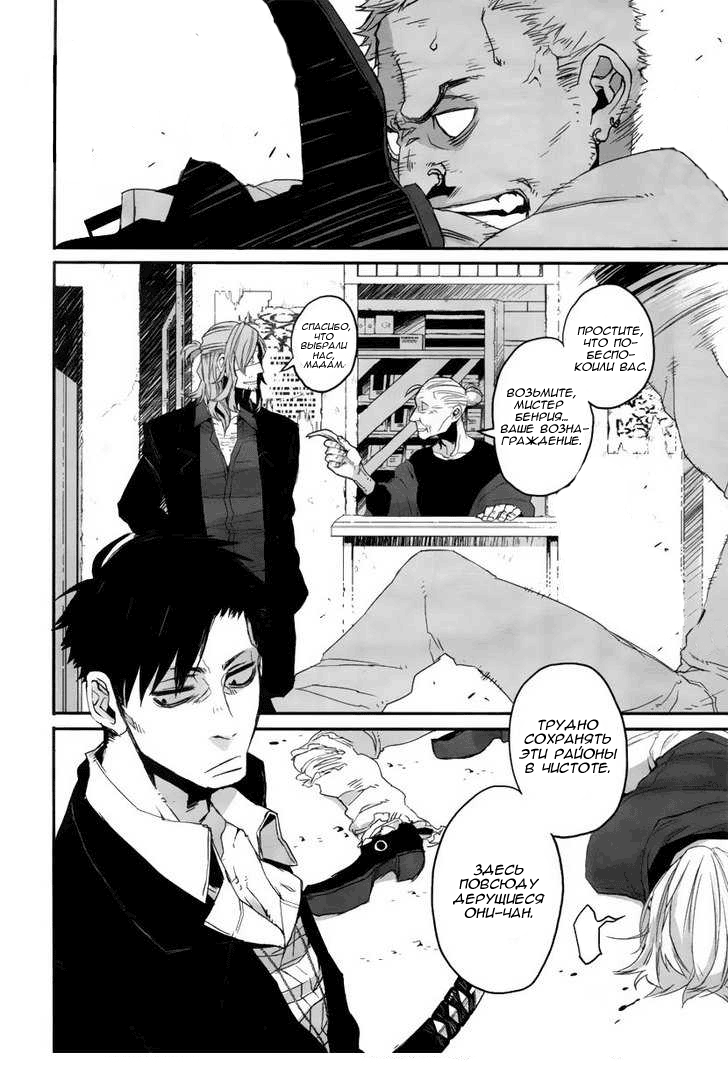 ПРОСТИТЕ,
ЧТО ПО-
БЕСПО-
КОИЛИ ВАС.
ВОЗЬМИТЕ,
МИСТЕР
БЕНРИЯ...
ВАШЕ ВОЗНА-
ГРАЖДЕНИЕ.
СПАСИБО,
ЧТО
ВЫБРАЛИ
НАС,
МАДАМ.
ТРУДНО
СОХРАНЯТЬ
ЭТИ РАЙОНЫ
В ЧИСТОТЕ.
ЗДЕСЬ
ПОВСЮДУ
ДЕРУЩИЕСЯ
ОНИ-ЧАН.